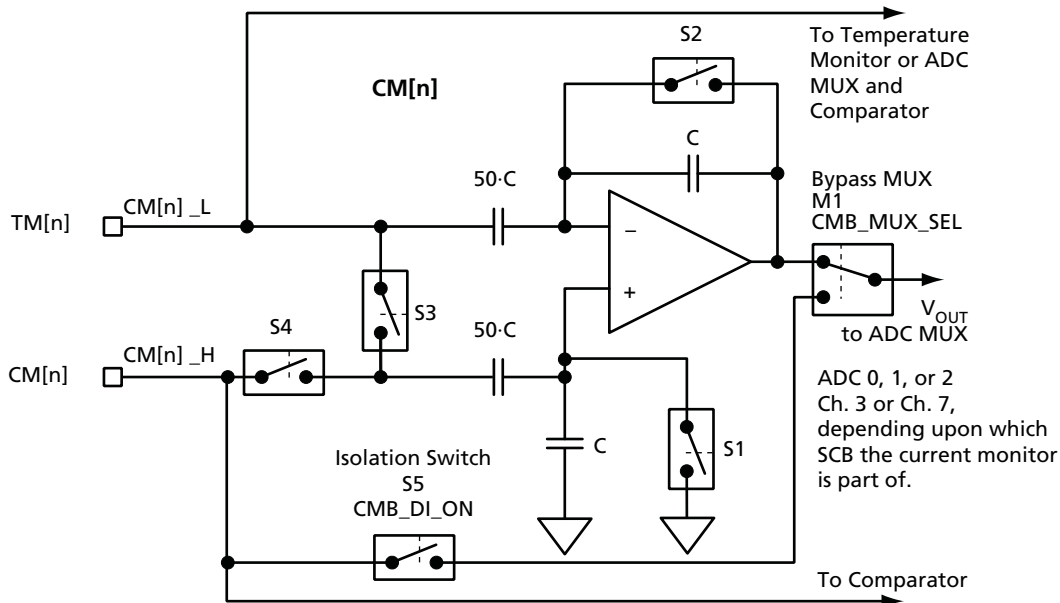 To Temperature
Monitor or ADC
MUX and
Comparator
S2
CM[n]
C
50·C
Bypass MUX
M1
CMB_MUX_SEL
TM[n]
CM[n] _L
−
+
S3
S4
50·C
V_OUT
to ADC MUX
CM[n]
CM[n] _H
ADC 0, 1, or 2
Ch. 3 or Ch. 7,
depending upon which
SCB the current monitor
is part of.
C
S1
Isolation Switch
S5
CMB_DI_ON
To Comparator